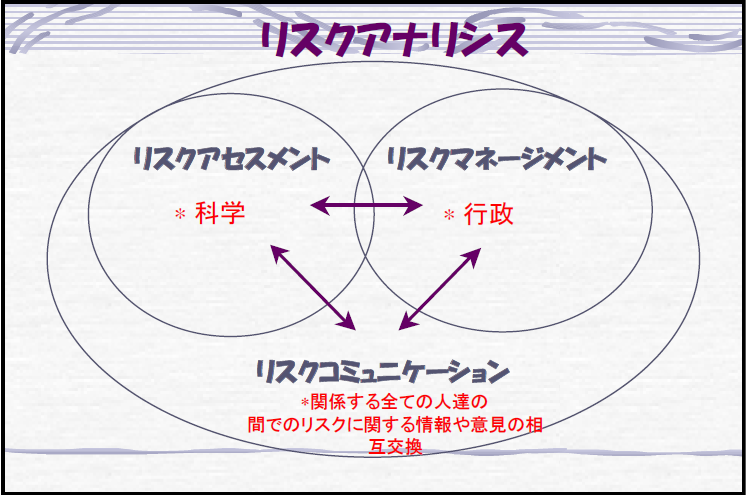 リスクアナリシス
リスクアセスメント
リスクマネージメント
* 科学
* 行政
リスクコミュニケーション
*関係する全ての人達の
間でのリスクに関する情報や意見の相
互交換